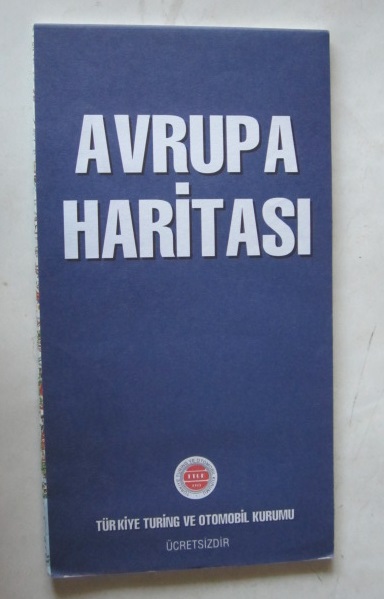 AVRUPA
HARİTASI
TÜRKİYE TURİNG VE OTOMOBİL KURUMU
ÜCRETSİZDİR